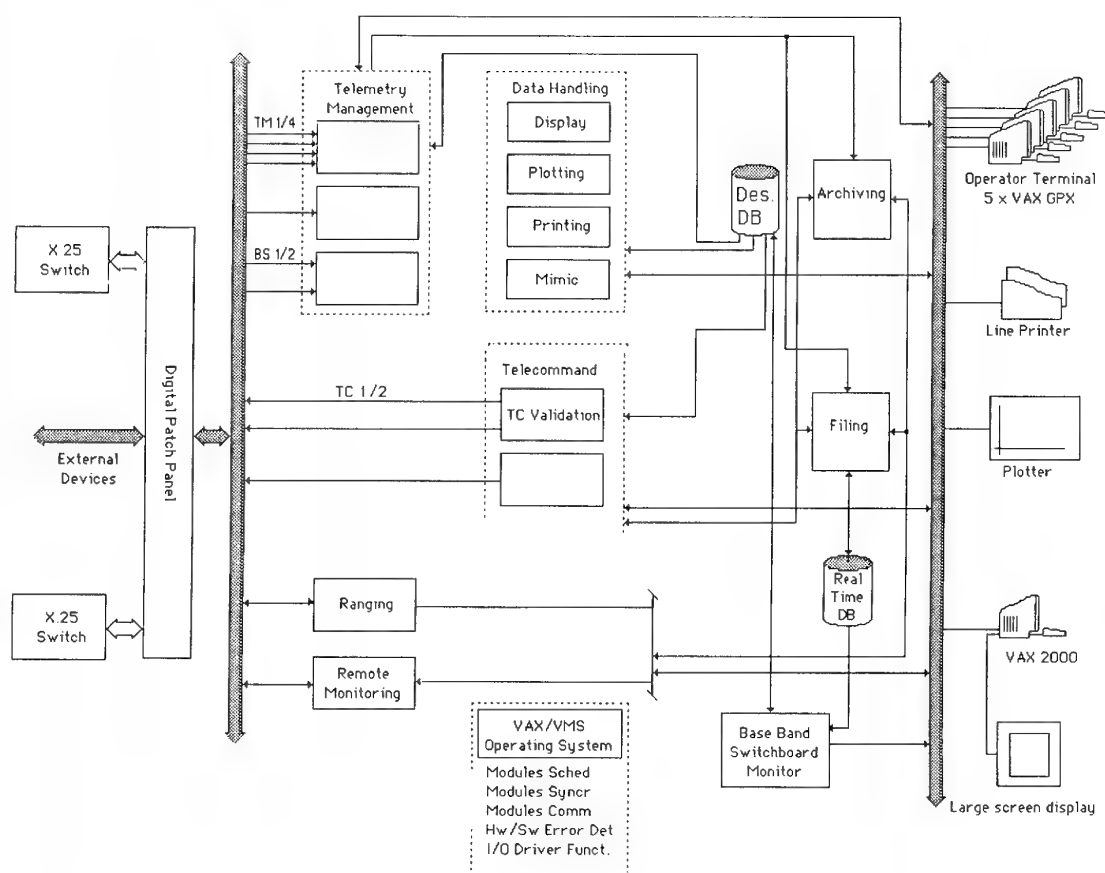 Telemetry
Management
TM 1/4
BS 1/2
Data Handling
Display
Plotting
Printing
Mimic
Des.
DB
Archiving
Operator Terminal
5 x VAX GPX
X 25
Switch
Digital Patch Panel
External
Devices
X.25
Switch
Telecommand
TC 1/2
TC Validation
Filing
Line Printer
Plotter
Real
Time
DB
Ranging
Remote
Monitoring
VAX 2000
VAX/VMS
Operating System
Modules Sched
Modules Syncr
Modules Comm
Hw/Sw Error Det
I/O Driver Funct.
Base Band
Switchboard
Monitor
Large screen display